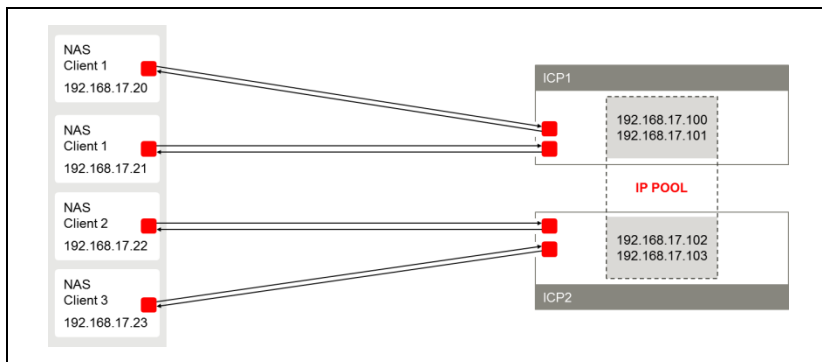 NAS
Client 1
192.168.17.20
NAS
Client 1
192.168.17.21
NAS
Client 2
192.168.17.22
NAS
Client 3
192.168.17.23
ICP1
192.168.17.100
192.168.17.101
IP POOL
192.168.17.102
192.168.17.103
ICP2